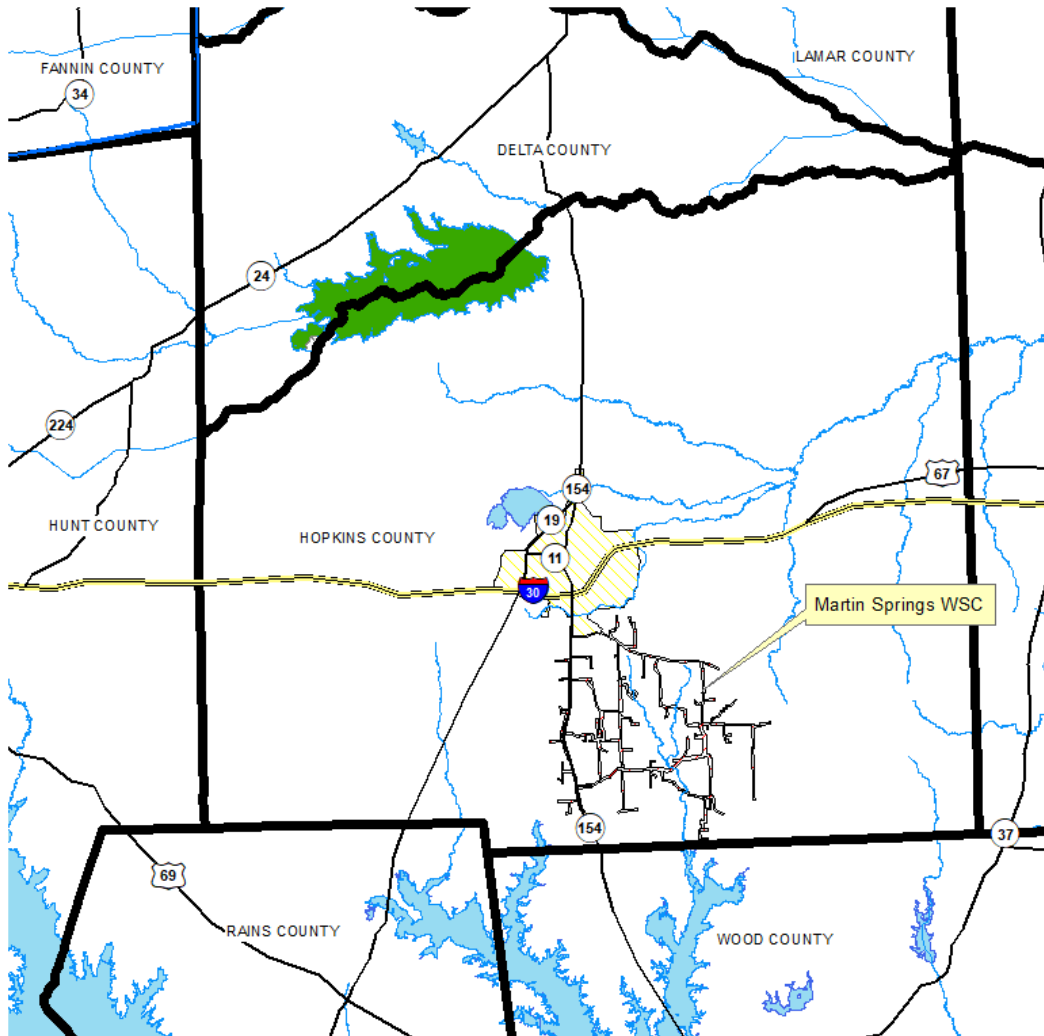 FANNIN COUNTY
34
LAMAR COUNTY
DELTA COUNTY
24
224
67
154
19
HUNT COUNTY
HOPKINS COUNTY
11
30
Martin Springs WSC
154
37
69
RAINS COUNTY
WOOD COUNTY